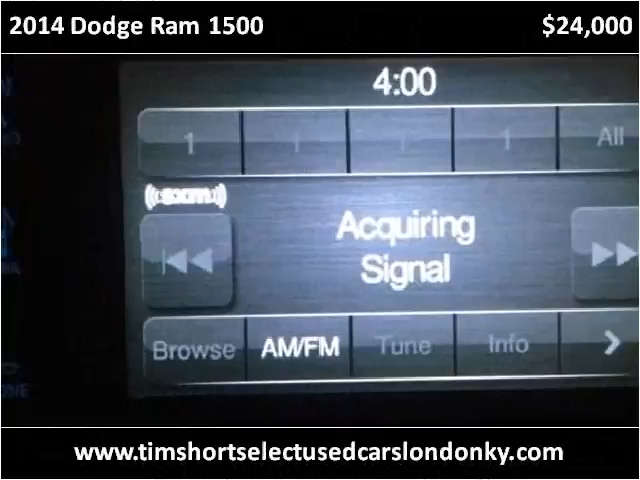 2014 Dodge Ram 1500 $24,000
4:00
1 All
((SXM))
Acquiring
Signal
Browse AM/FM Tune Info
www.timshortselectusedcarslondonky.com